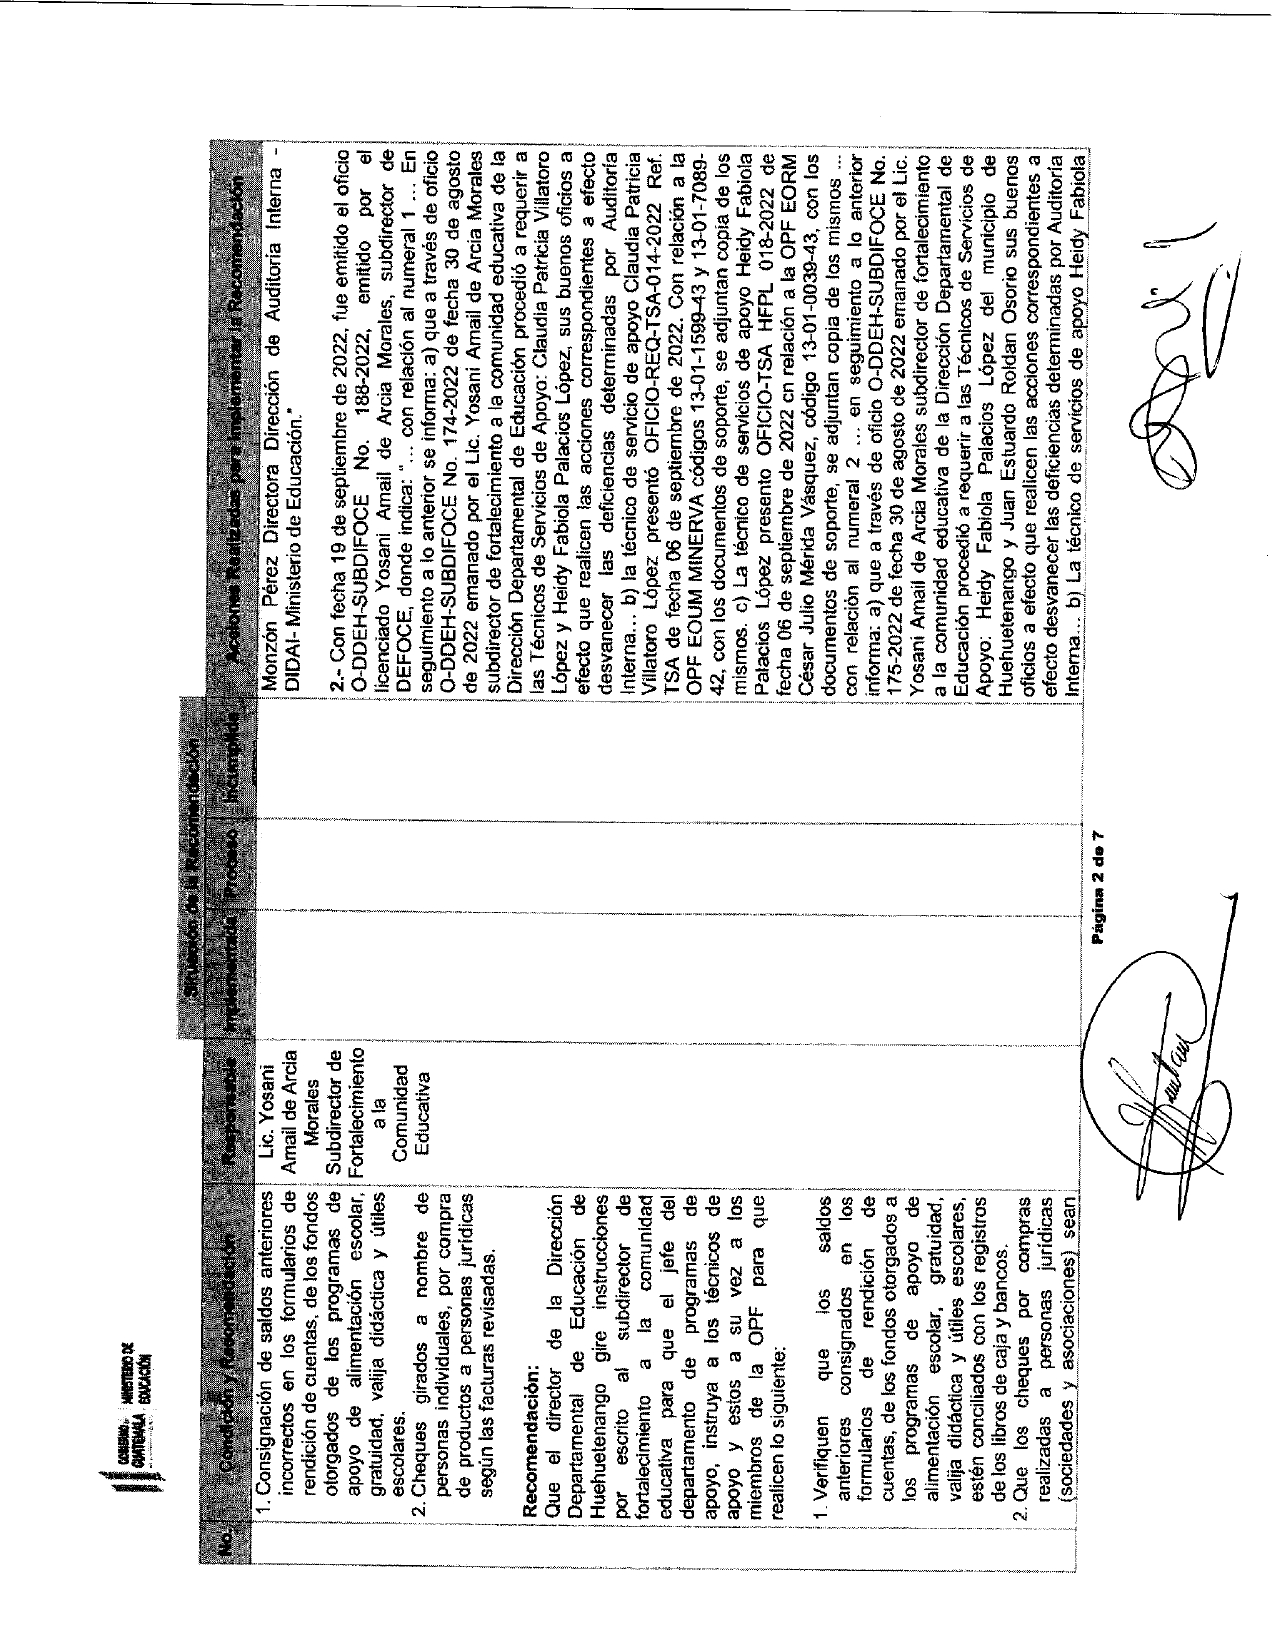 GOBIERNO de GUATEMALA
MINISTERIO DE EDUCACIÓN
Situación de la Recomendación
No.
Condición y Recomendación
Responsable
Implementada
Proceso
Incumplida
Acciones Realizadas para Implementar la Recomendación
1. Consignación de saldos anteriores
incorrectos en los formularios de
rendición de cuentas, de los fondos
otorgados de los programas de
apoyo de alimentación escolar,
gratuidad, valija didáctica y útiles
escolares.
2. Cheques girados a nombre de
personas individuales, por compra
de productos a personas jurídicas
según las facturas revisadas.
Recomendación:
Que el director de la Dirección
Departamental de Educación de
Huehuetenango gire instrucciones
por escrito al subdirector de
fortalecimiento a la comunidad
educativa para que el jefe del
departamento de programas de
apoyo, instruya a los técnicos de
apoyo y estos a su vez a los
miembros de la OPF para que
realicen lo siguiente:
1. Verifiquen que los saldos
anteriores consignados en los
formularios de rendición de
cuentas, de los fondos otorgados a
los programas de apoyo de
alimentación escolar, gratuidad,
valija didáctica y útiles escolares,
estén conciliados con los registros
de los libros de caja y bancos.
2. Que los cheques por compras
realizadas a personas jurídicas
(sociedades y asociaciones) sean
Lic. Yosani
Amail de Arcia
Morales
Subdirector de
Fortalecimiento
a la
Comunidad
Educativa
Monzón Pérez Directora Dirección de Auditoria Interna -
DIDAI- Ministerio de Educación."
2.- Con fecha 19 de septiembre de 2022, fue emitido el oficio
O-DDEH-SUBDIFOCE No. 188-2022, emitido por el
licenciado Yosani Amail de Arcia Morales, subdirector de
DEFOCE, donde indica:"... con relación al numeral 1 ... En
seguimiento a lo anterior se informa: a) que a través de oficio
O-DDEH-SUBDIFOCE No. 174-2022 de fecha 30 de agosto
de 2022 emanado por el Lic. Yosani Amail de Arcia Morales
subdirector de fortalecimiento a la comunidad educativa de la
Dirección Departamental de Educación procedió a requerir a
las Técnicos de Servicios de Apoyo: Claudia Patricia Villatoro
López y Heidy Fabiola Palacios López, sus buenos oficios a
efecto que realicen las acciones correspondientes a efecto
desvanecer las deficiencias determinadas por Auditoría
Interna... b) la técnico de servicio de apoyo Claudia Patricia
Villatoro López presentó OFICIO-REQ-TSA-014-2022 Ref.
TSA de fecha 06 de septiembre de 2022. Con relación a la
OPF EOUM MINERVA códigos 13-01-1599-43 y 13-01-7089-
42, con los documentos de soporte, se adjuntan copia de los
mismos. c) La técnico de servicios de apoyo Heidy Fabiola
Palacios López presento OFICIO-TSA HFPL 018-2022 de
fecha 06 de septiembre de 2022 en relación a la OPF EORM
César Julio Mérida Vásquez, código 13-01-0039-43, con los
documentos de soporte, se adjuntan copia de los mismos ...
con relación al numeral 2 ... en seguimiento a lo anterior
informa: a) que a través de oficio O-DDEH-SUBDIFOCE No.
175-2022 de fecha 30 de agosto de 2022 emanado por el Lic.
Yosani Amail de Arcia Morales subdirector de fortalecimiento
a la comunidad educativa de la Dirección Departamental de
Educación procedió a requerir a las Técnicos de Servicios de
Apoyo: Heidy Fabiola Palacios López del municipio de
Huehuetenango y Juan Estuardo Roldan Osorio sus buenos
oficios a efecto que realicen las acciones correspondientes a
efecto desvanecer las deficiencias determinadas por Auditoría
Interna... b) La técnico de servicios de apoyo Heidy Fabiola
Página 2 de 7